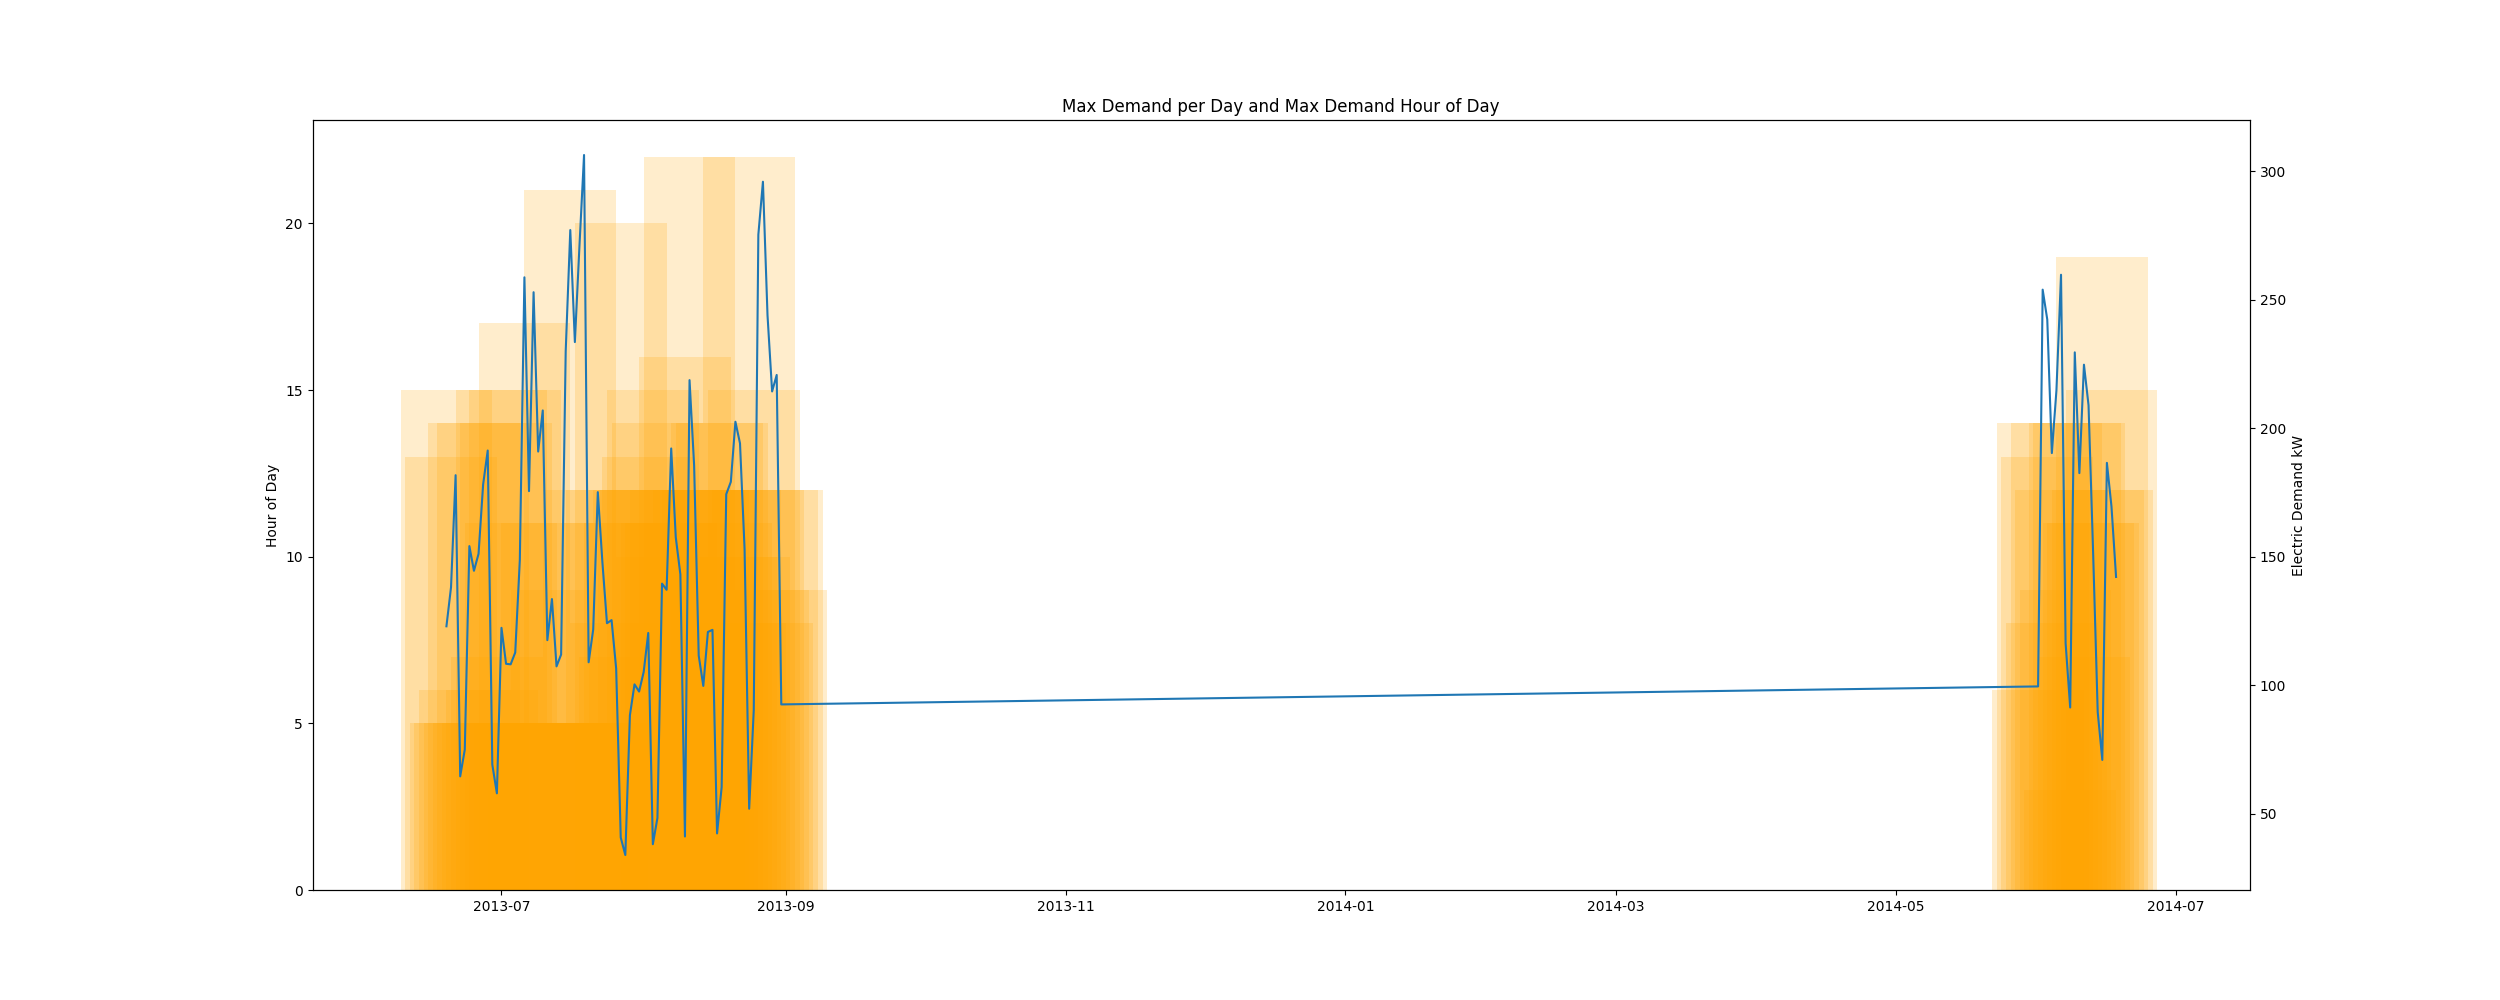 Max Demand per Day and Max Demand Hour of Day
Hour of Day
20
15
10
5
0
300
250
200
150
100
50
Electric Demand kW
2013-07 2013-09 2013-11 2014-01 2014-03 2014-05 2014-07